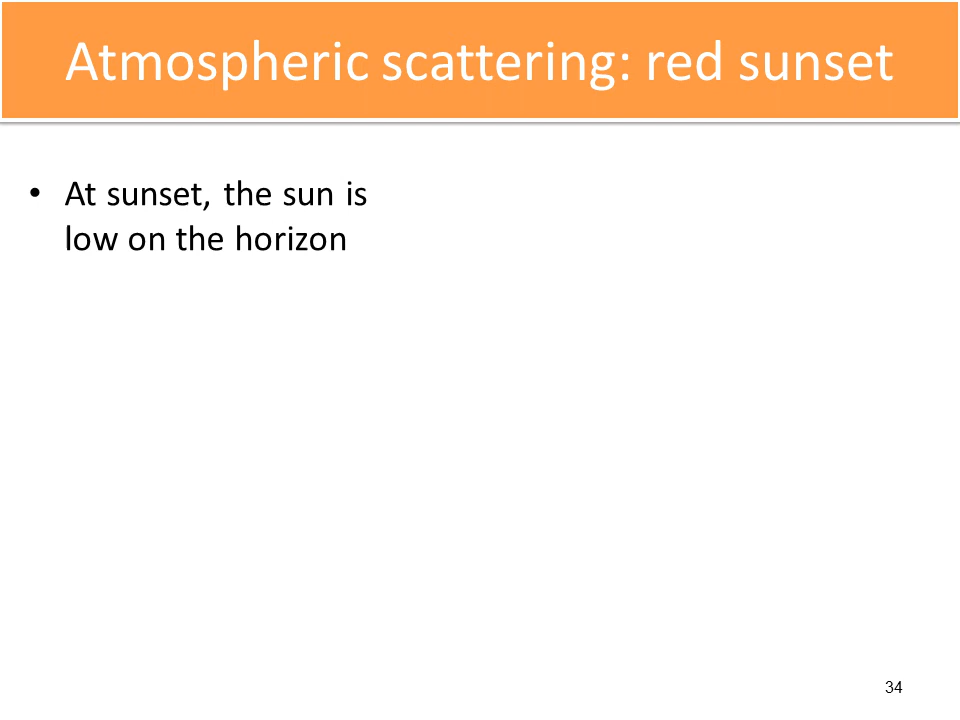 Atmospheric scattering: red sunset
• At sunset, the sun is
low on the horizon
34